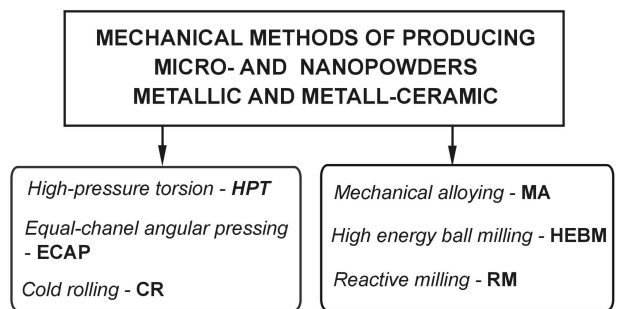 MECHANICAL METHODS OF PRODUCING
MICRO- AND NANOPOWDERS
METALLIC AND METALL-CERAMIC
High-pressure torsion - HPT
Equal-chanel angular pressing
- ECAP
Cold rolling - CR
Mechanical alloying - MA
High energy ball milling - HEBM
Reactive milling - RM